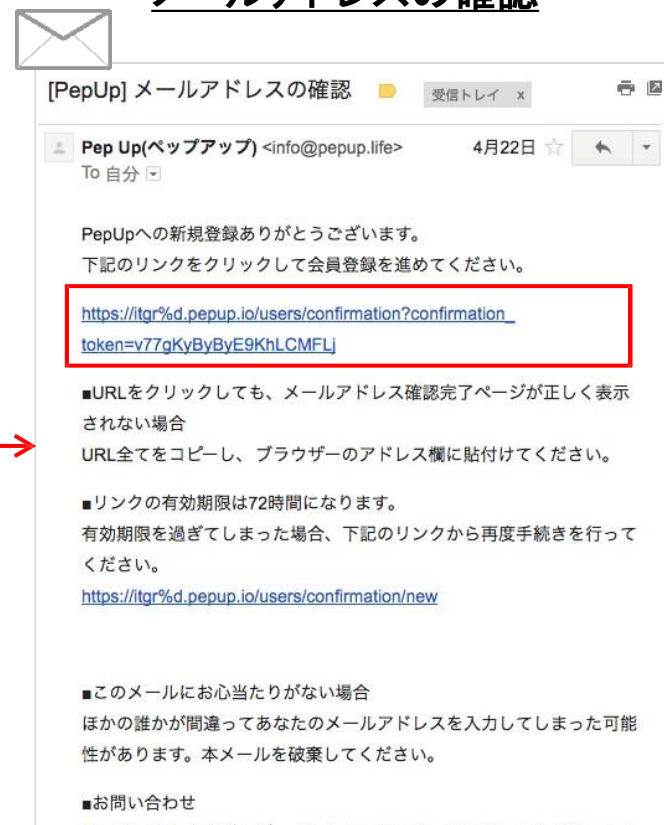 メールアドレスの確認
[PepUp] メールアドレスの確認 受信トレイ x
Pep Up(ペップアップ) <info@pepup.life> 4月22日
To 自分
PepUpへの新規登録ありがとうございます。
下記のリンクをクリックして会員登録を進めてください。
https://itgr%d.pepup.io/users/confirmation?confirmation_
token=v77gKyByByE9KhLCMFLj
■URLをクリックしても、メールアドレス確認完了ページが正しく表示
されない場合
URL全てをコピーし、ブラウザーのアドレス欄に貼付けてください。
■リンクの有効期限は72時間になります。
有効期限を過ぎてしまった場合、下記のリンクから再度手続きを行って
ください。
https://itgr%d.pepup.io/users/confirmation/new
■このメールにお心当たりがない場合
ほかの誰かが間違ってあなたのメールアドレスを入力してしまった可能
性があります。本メールを破棄してください。
■お問い合わせ